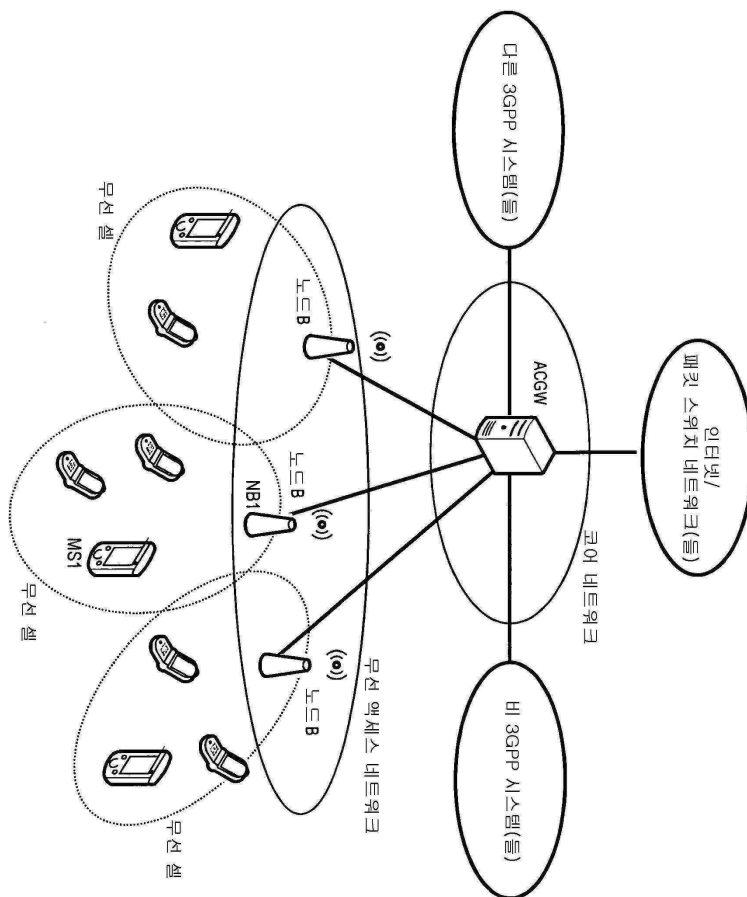 다른 3GPP 시스템(들)
인터넷/
패킷 스위치 네트워크(들)
비 3GPP 시스템(들)
ACGW
코어 네트워크
노드B
노드B
NB1
노드B
무선 액세스 네트워크
무선 셀
MS1
무선 셀
무선 셀